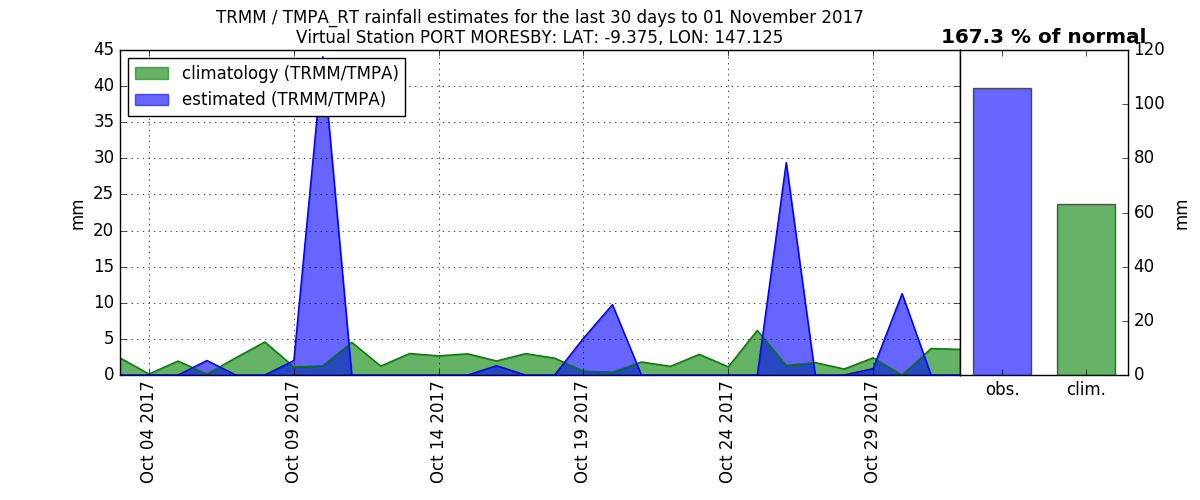 TRMM / TMPA_RT rainfall estimates for the last 30 days to 01 November 2017
Virtual Station PORT MORESBY: LAT: -9.375, LON: 147.125
167.3 % of normal
climatology (TRMM/TMPA)
estimated (TRMM/TMPA)
45
40
35
30
25
20
15
10
5
0
mm
Oct 04 2017
Oct 09 2017
Oct 14 2017
Oct 19 2017
Oct 24 2017
Oct 29 2017
120
100
80
60
40
20
0
mm
obs.
clim.